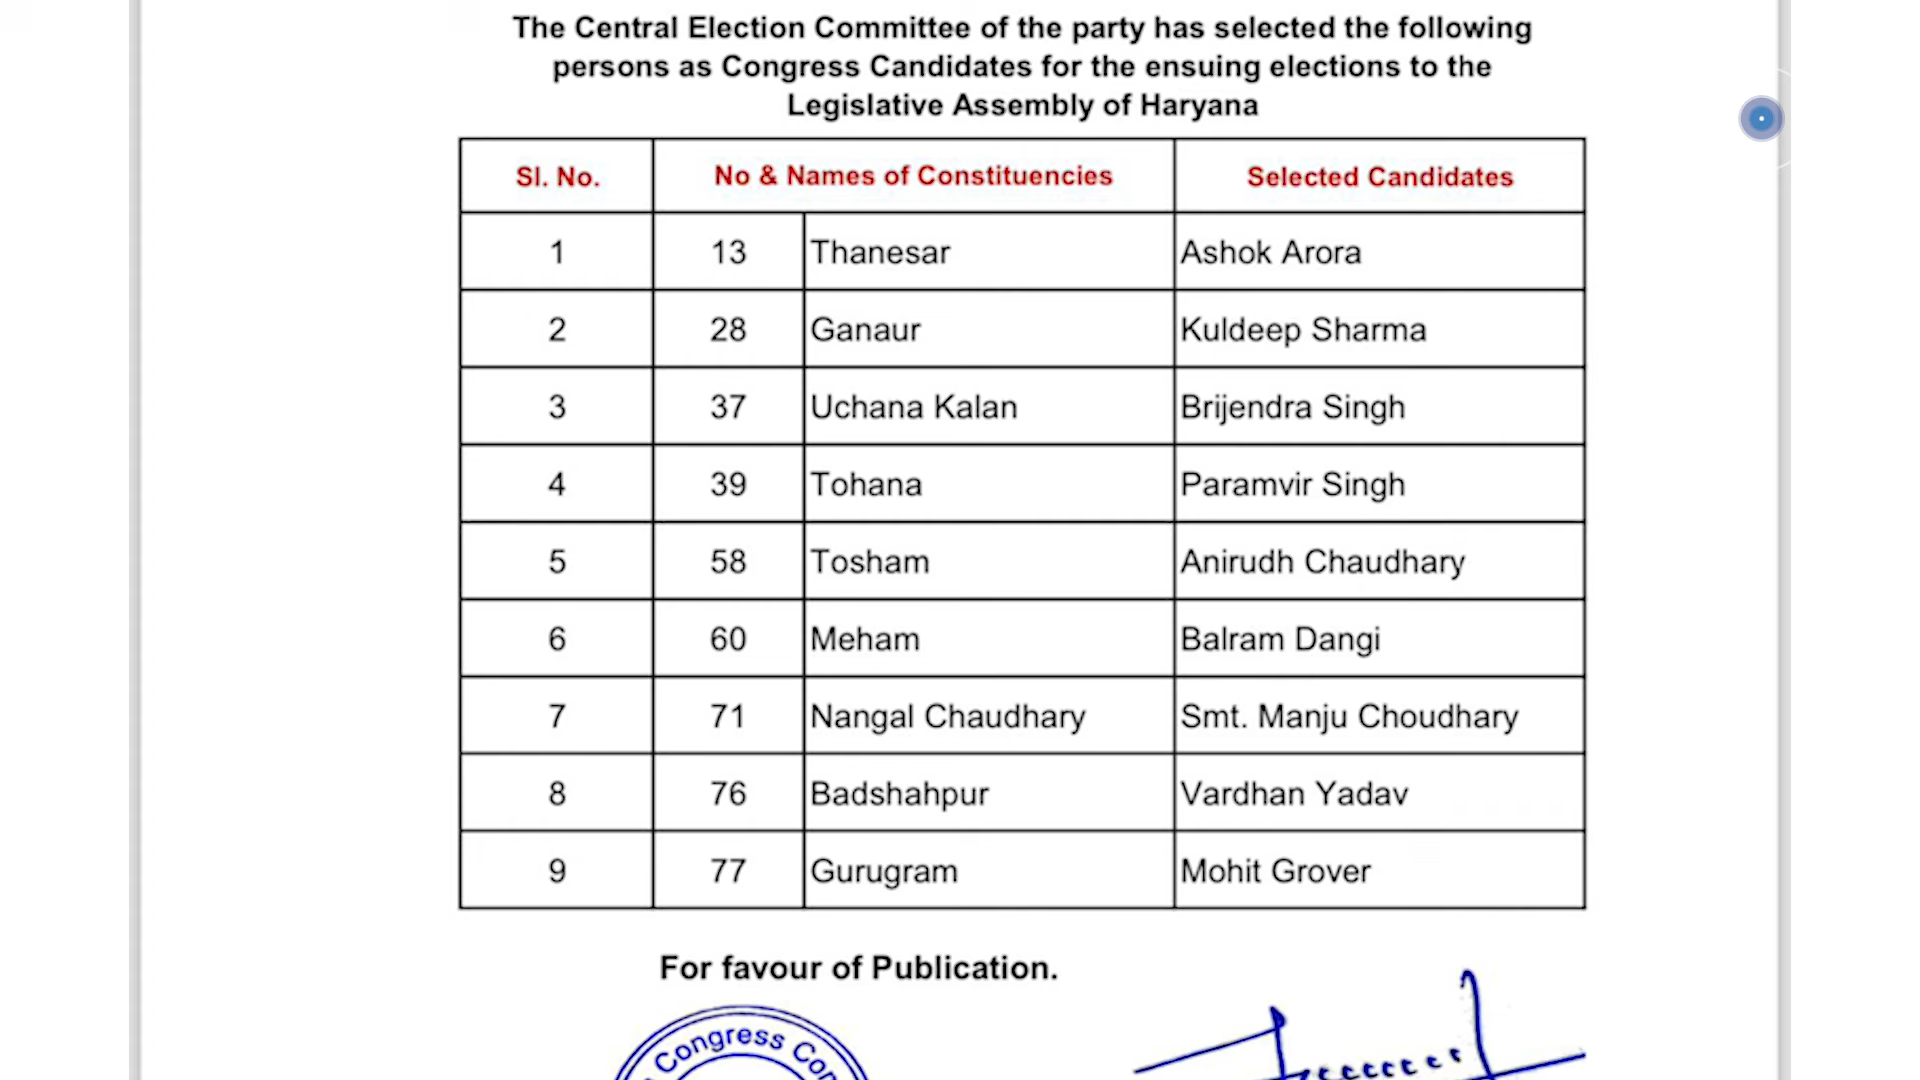 The Central Election Committee of the party has selected the following
persons as Congress Candidates for the ensuing elections to the
Legislative Assembly of Haryana
Sl. No. No & Names of Constituencies Selected Candidates
1 13 Thanesar Ashok Arora
2 28 Ganaur Kuldeep Sharma
3 37 Uchana Kalan Brijendra Singh
4 39 Tohana Paramvir Singh
5 58 Tosham Anirudh Chaudhary
6 60 Meham Balram Dangi
7 71 Nangal Chaudhary Smt. Manju Choudhary
8 76 Badshahpur Vardhan Yadav
9 77 Gurugram Mohit Grover
For favour of Publication.
Congress